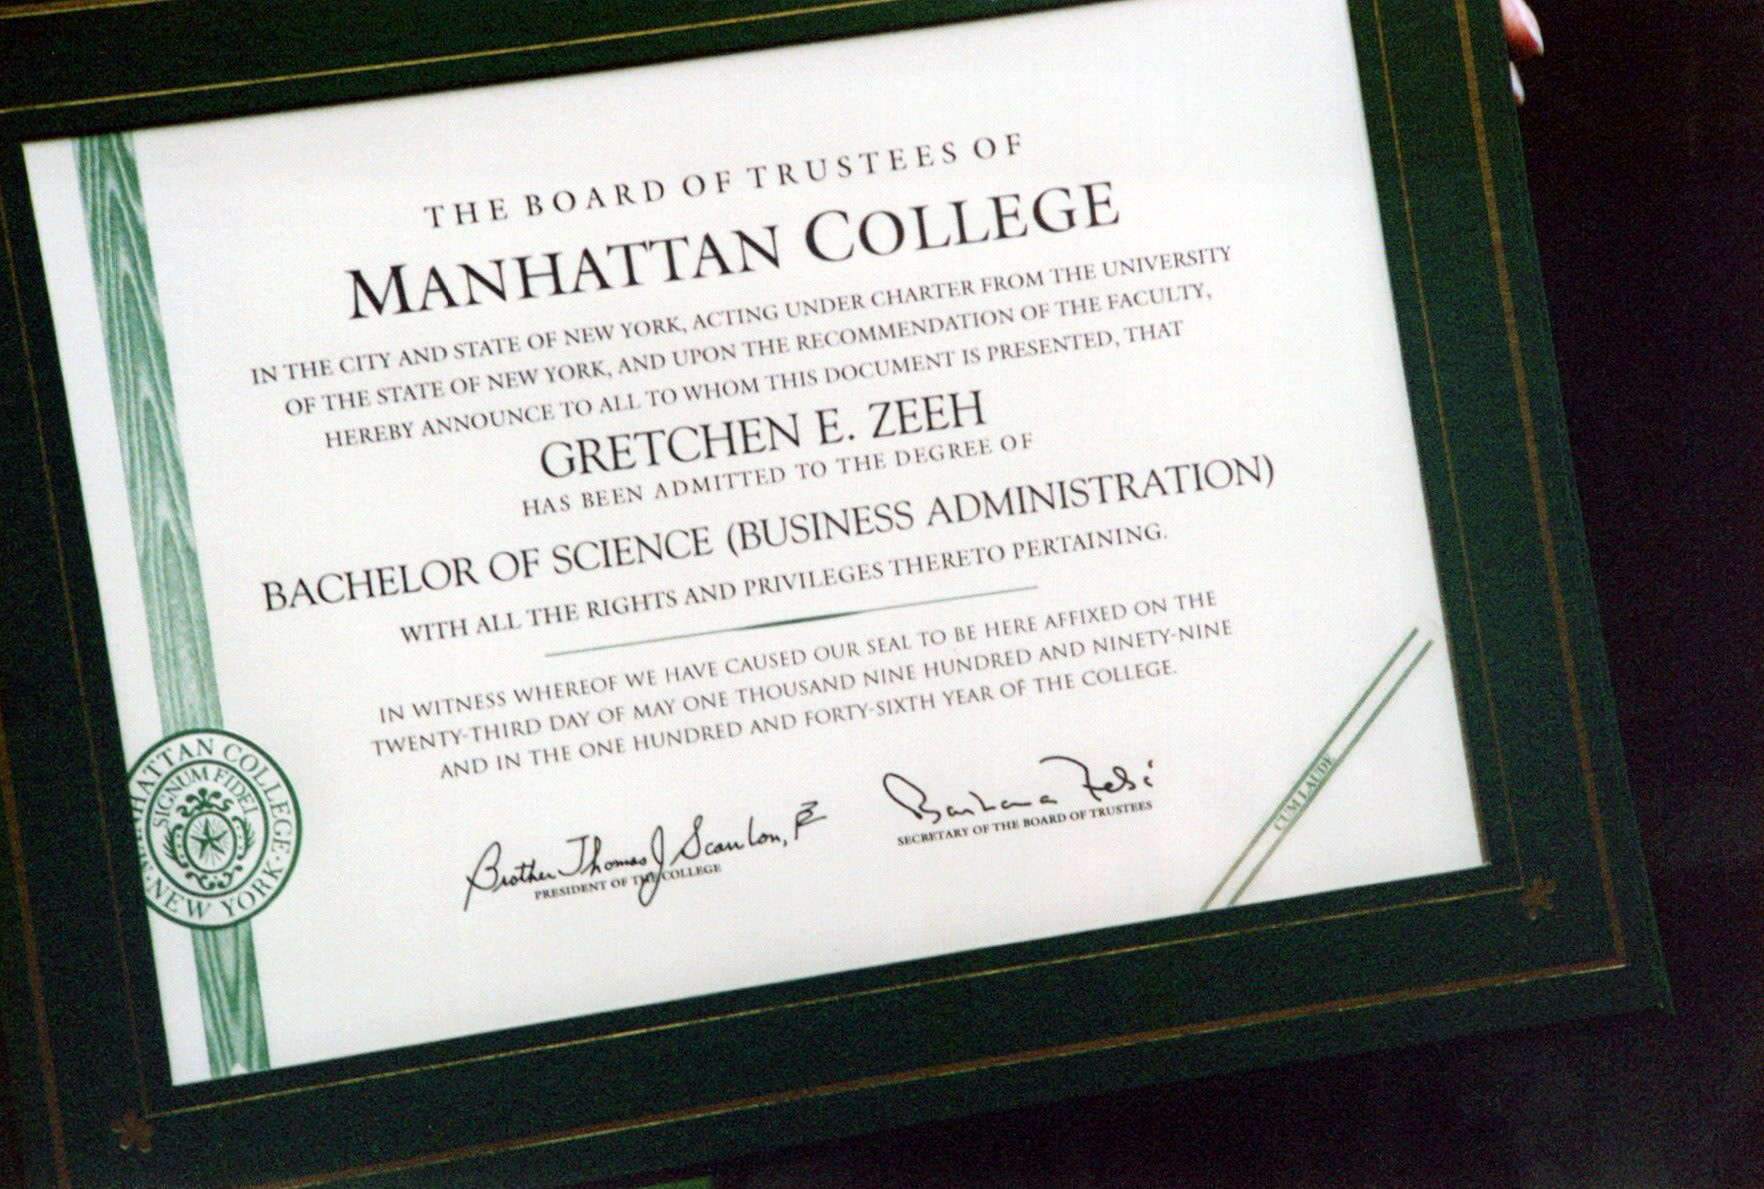 THE BOARD OF TRUSTEES OF
MANHATTAN COLLEGE
IN THE CITY AND STATE OF NEW YORK, ACTING UNDER CHARTER FROM THE UNIVERSITY
OF THE STATE OF NEW YORK, AND UPON THE RECOMMENDATION OF THE FACULTY,
HEREBY ANNOUNCE TO ALL TO WHOM THIS DOCUMENT IS PRESENTED, THAT
GRETCHEN E. ZEEH
HAS BEEN ADMITTED TO THE DEGREE OF
BACHELOR OF SCIENCE (BUSINESS ADMINISTRATION)
WITH ALL THE RIGHTS AND PRIVILEGES THERETO PERTAINING.
IN WITNESS WHEREOF WE HAVE CAUSED OUR SEAL TO BE HERE AFFIXED ON THE
TWENTY-THIRD DAY OF MAY ONE THOUSAND NINE HUNDRED AND NINETY-NINE
AND IN THE ONE HUNDRED AND FORTY-SIXTH YEAR OF THE COLLEGE.
MANHATTAN COLLEGE · NEW YORK ·
SIGNUM FIDEI
Brother Thomas J Scanlon,
PRESIDENT OF THE COLLEGE
Barbara
SECRETARY OF THE BOARD OF TRUSTEES
CUM LAUDE